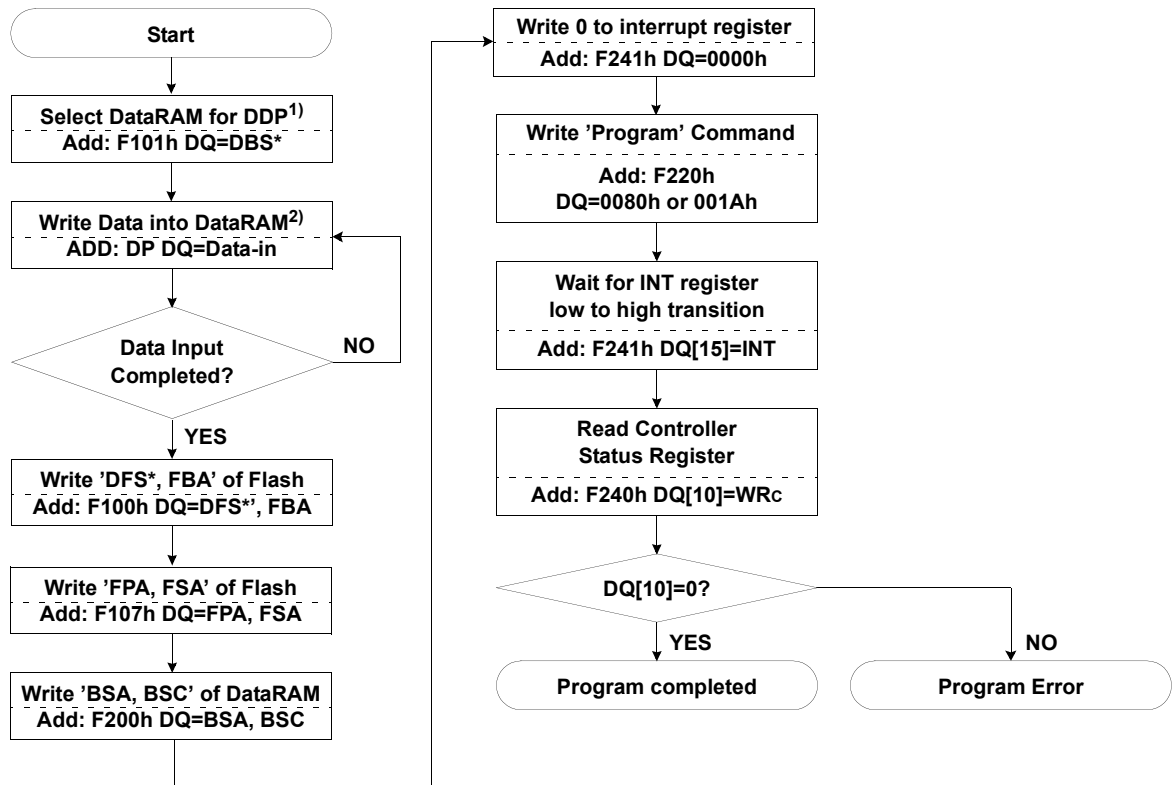 Start
Select DataRAM for DDP1)
Add: F101h DQ=DBS*
Write Data into DataRAM2)
ADD: DP DQ=Data-in
Data Input
Completed?
NO
YES
Write 'DFS*, FBA' of Flash
Add: F100h DQ=DFS*', FBA
Write 'FPA, FSA' of Flash
Add: F107h DQ=FPA, FSA
Write 'BSA, BSC' of DataRAM
Add: F200h DQ=BSA, BSC
Write 0 to interrupt register
Add: F241h DQ=0000h
Write 'Program' Command
Add: F220h
DQ=0080h or 001Ah
Wait for INT register
low to high transition
Add: F241h DQ[15]=INT
Read Controller
Status Register
Add: F240h DQ[10]=WRc
DQ[10]=0?
YES
NO
Program completed
Program Error